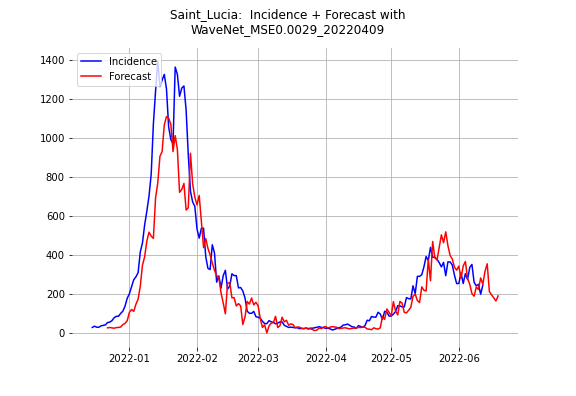 Saint_Lucia:  Incidence + Forecast with
WaveNet_MSE0.0029_20220409
Incidence
Forecast
1400
1200
1000
800
600
400
200
0
2022-01 2022-02 2022-03 2022-04 2022-05 2022-06